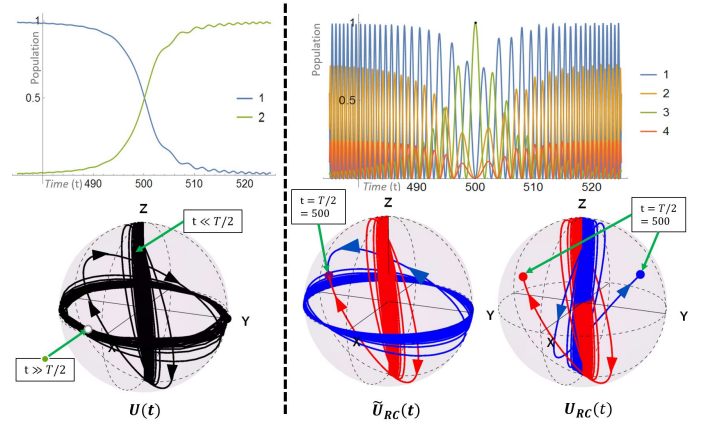 Population
1
0.5
Time (t)
490
500
510
520
1
2
t ≪ T/2
Z
Y
X
t ≫ T/2
U(t)
Population
1
0.5
Time (t)
490
500
510
520
1
2
3
4
t = T/2
= 500
Z
X
Ũ_RC(t)
t = T/2
= 500
Z
Y
Y
X
U_RC(t)